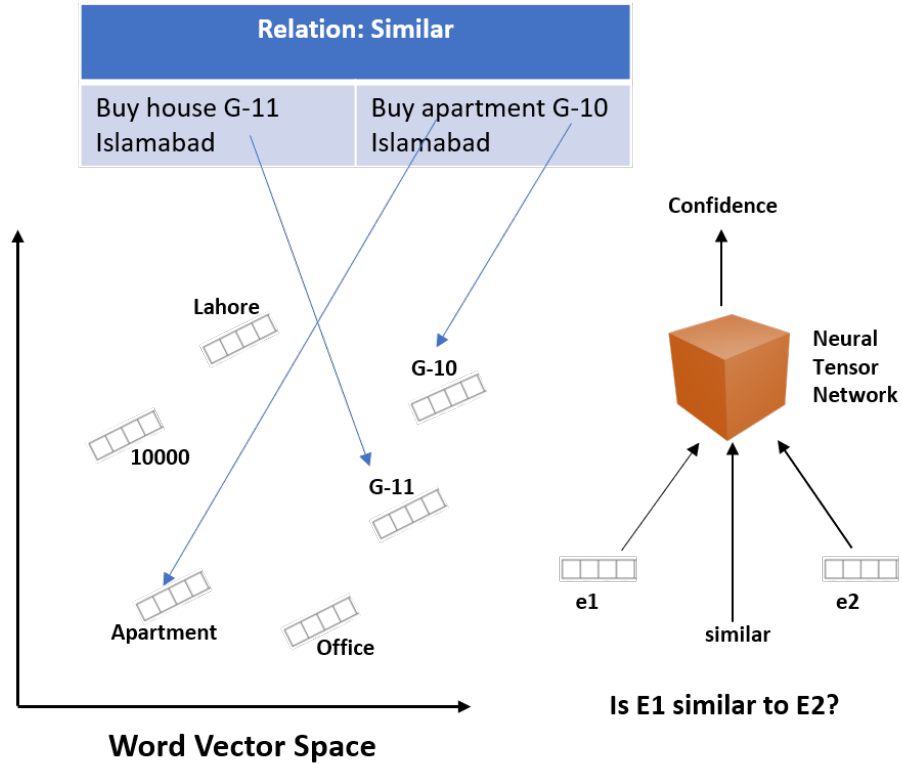 Relation: Similar
Buy house G-11
Islamabad
Buy apartment G-10
Islamabad
Confidence
Lahore
G-10
Neural
Tensor
Network
10000
G-11
e1
e2
Apartment
Office
similar
Is E1 similar to E2?
Word Vector Space